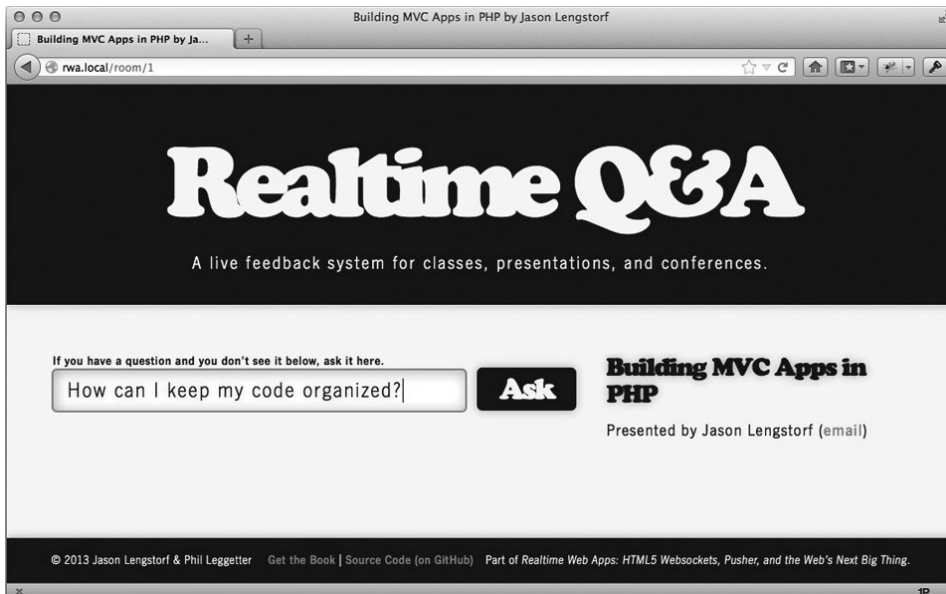 Building MVC Apps in PHP by Jason Lengstorf
Building MVC Apps in PHP by Ja...
rwa.local/room/1
Realtime Q&A
A live feedback system for classes, presentations, and conferences.
If you have a question and you don't see it below, ask it here.
How can I keep my code organized?
Ask
Building MVC Apps in
PHP
Presented by Jason Lengstorf (email)
© 2013 Jason Lengstorf & Phil Leggetter Get the Book | Source Code (on GitHub) Part of Realtime Web Apps: HTML5 Websockets, Pusher, and the Web's Next Big Thing.
1P